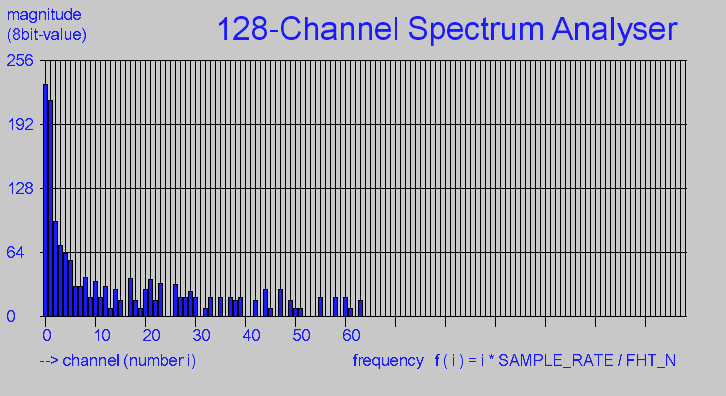 magnitude
(8bit-value)
128-Channel Spectrum Analyser
256
192
128
64
0
0 10 20 30 40 50 60
--> channel (number i)
frequency f ( i ) = i * SAMPLE_RATE / FHT_N